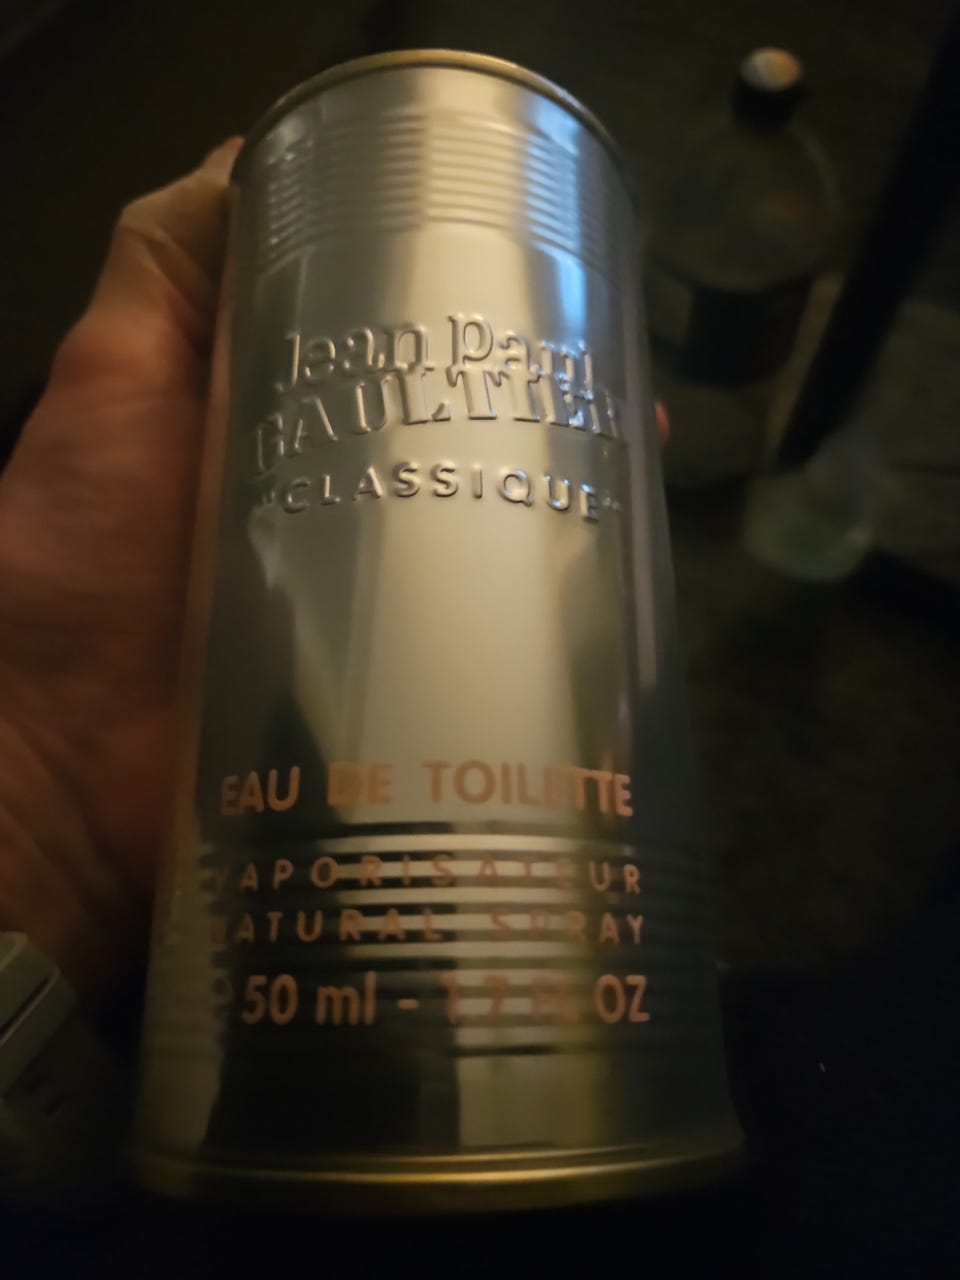 Jean Paul
GAULTIER
"CLASSIQUE"
EAU DE TOILETTE
VAPORISATEUR
NATURAL SPRAY
℮ 50 ml - 1.7 FL OZ